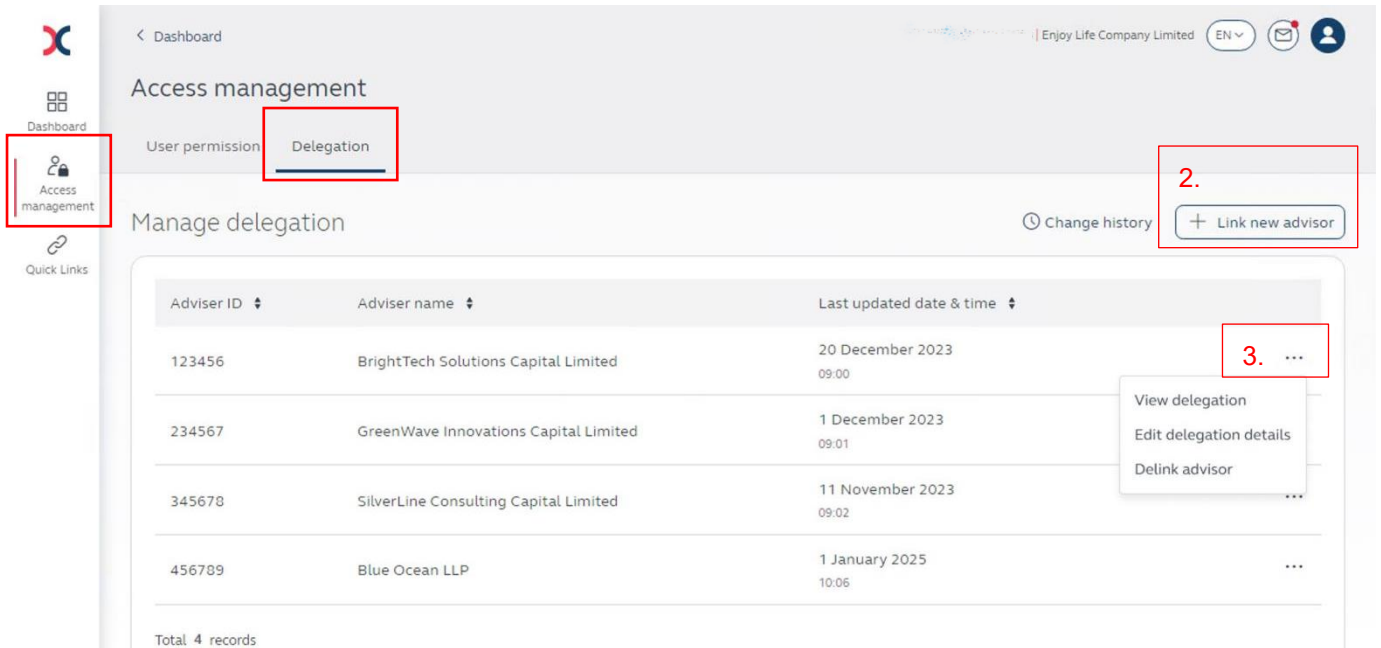 Dashboard
| Enjoy Life Company Limited EN
Access management
Dashboard
User permission Delegation
Access
management
2.
Manage delegation Change history + Link new advisor
Quick Links
Adviser ID Adviser name Last updated date & time
123456 BrightTech Solutions Capital Limited 20 December 2023
09:00
3. ...
View delegation
Edit delegation details
Delink advisor
234567 GreenWave Innovations Capital Limited 1 December 2023
09:01
345678 SilverLine Consulting Capital Limited 11 November 2023
09:02
...
456789 Blue Ocean LLP 1 January 2025
10:06
...
Total 4 records